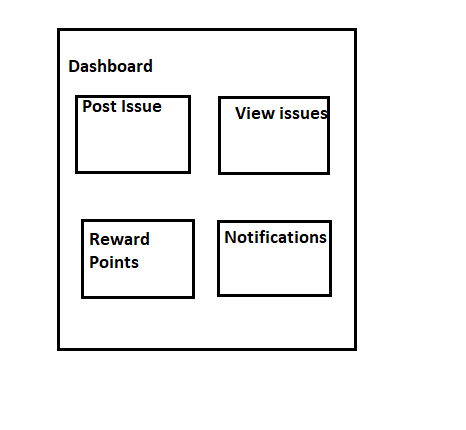 Dashboard
Post Issue
View issues
Reward
Points
Notifications